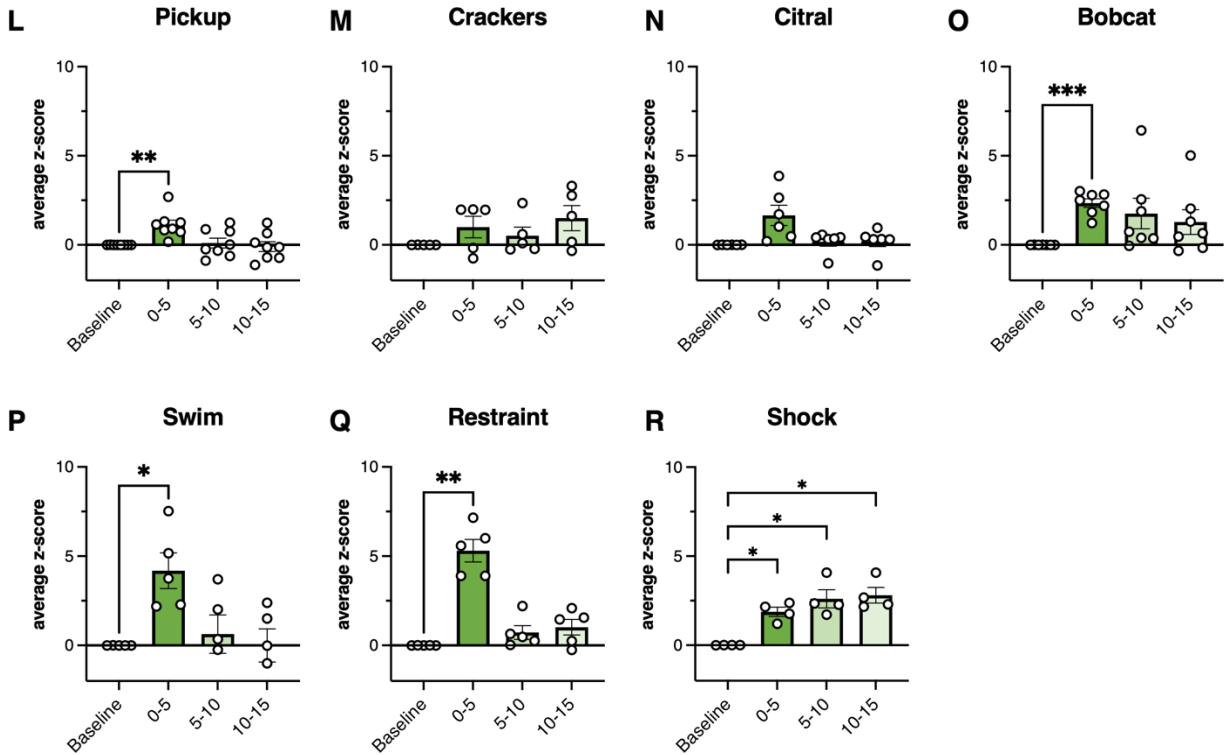 L Pickup
10
5
0
average z-score
**
Baseline
0-5
5-10
10-15
M Crackers
10
5
0
average z-score
Baseline
0-5
5-10
10-15
N Citral
10
5
0
average z-score
Baseline
0-5
5-10
10-15
O Bobcat
10
5
0
average z-score
***
Baseline
0-5
5-10
10-15
P Swim
10
5
0
average z-score
*
Baseline
0-5
5-10
10-15
Q Restraint
10
5
0
average z-score
**
Baseline
0-5
5-10
10-15
R Shock
10
5
0
average z-score
*
*
*
Baseline
0-5
5-10
10-15